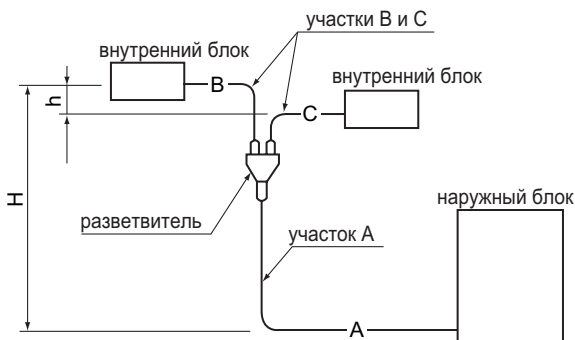 участки В и С
внутренний блок
внутренний блок
B
h
C
H
разветвитель
наружный блок
участок А
A